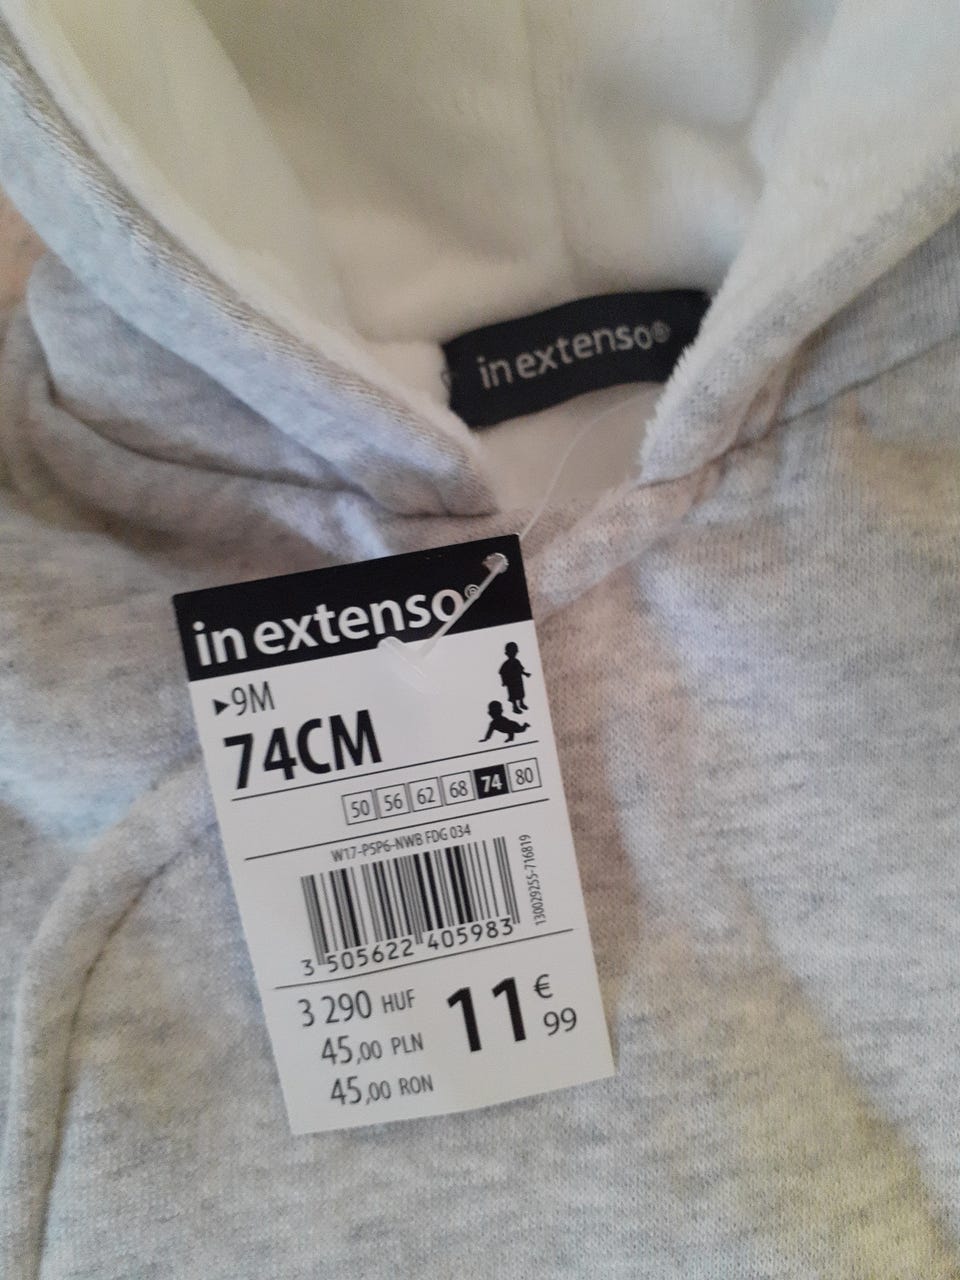 in extenso®
in extenso®
▸9M
74CM
50 56 62 68 74 80
W17-P5P6-NWB FDG 034
130029255-716819
3 505622 405983
3 290 HUF
45,00 PLN
45,00 RON
11 € 99